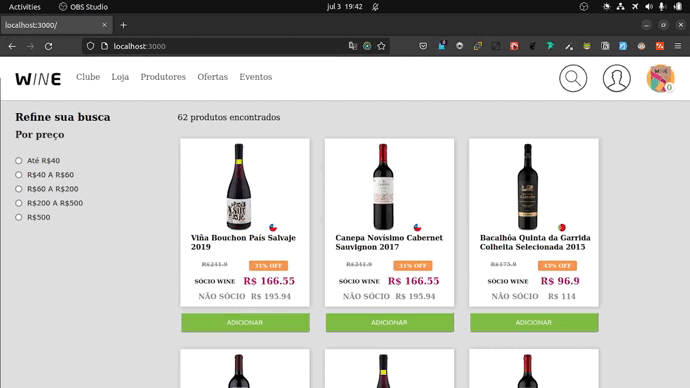 Activities
OBS Studio
jul 3 19:42
localhost:3000/
localhost:3000
WINE
Clube
Loja
Produtores
Ofertas
Eventos
WINE
0
Refine sua busca
Por preço
Até R$40
R$40 A R$60
R$60 A R$200
R$200 A R$500
R$500
62 produtos encontrados
Viña Bouchon País Salvaje
2019
R$241.9
31% OFF
SÓCIO WINE
R$ 166.55
NÃO SÓCIO R$ 195.94
ADICIONAR
Canepa Novísimo Cabernet
Sauvignon 2017
R$241.9
31% OFF
SÓCIO WINE
R$ 166.55
NÃO SÓCIO R$ 195.94
ADICIONAR
Bacalhôa Quinta da Garrida
Colheita Selecionada 2015
R$175.9
45% OFF
SÓCIO WINE
R$ 96.9
NÃO SÓCIO R$ 114
ADICIONAR